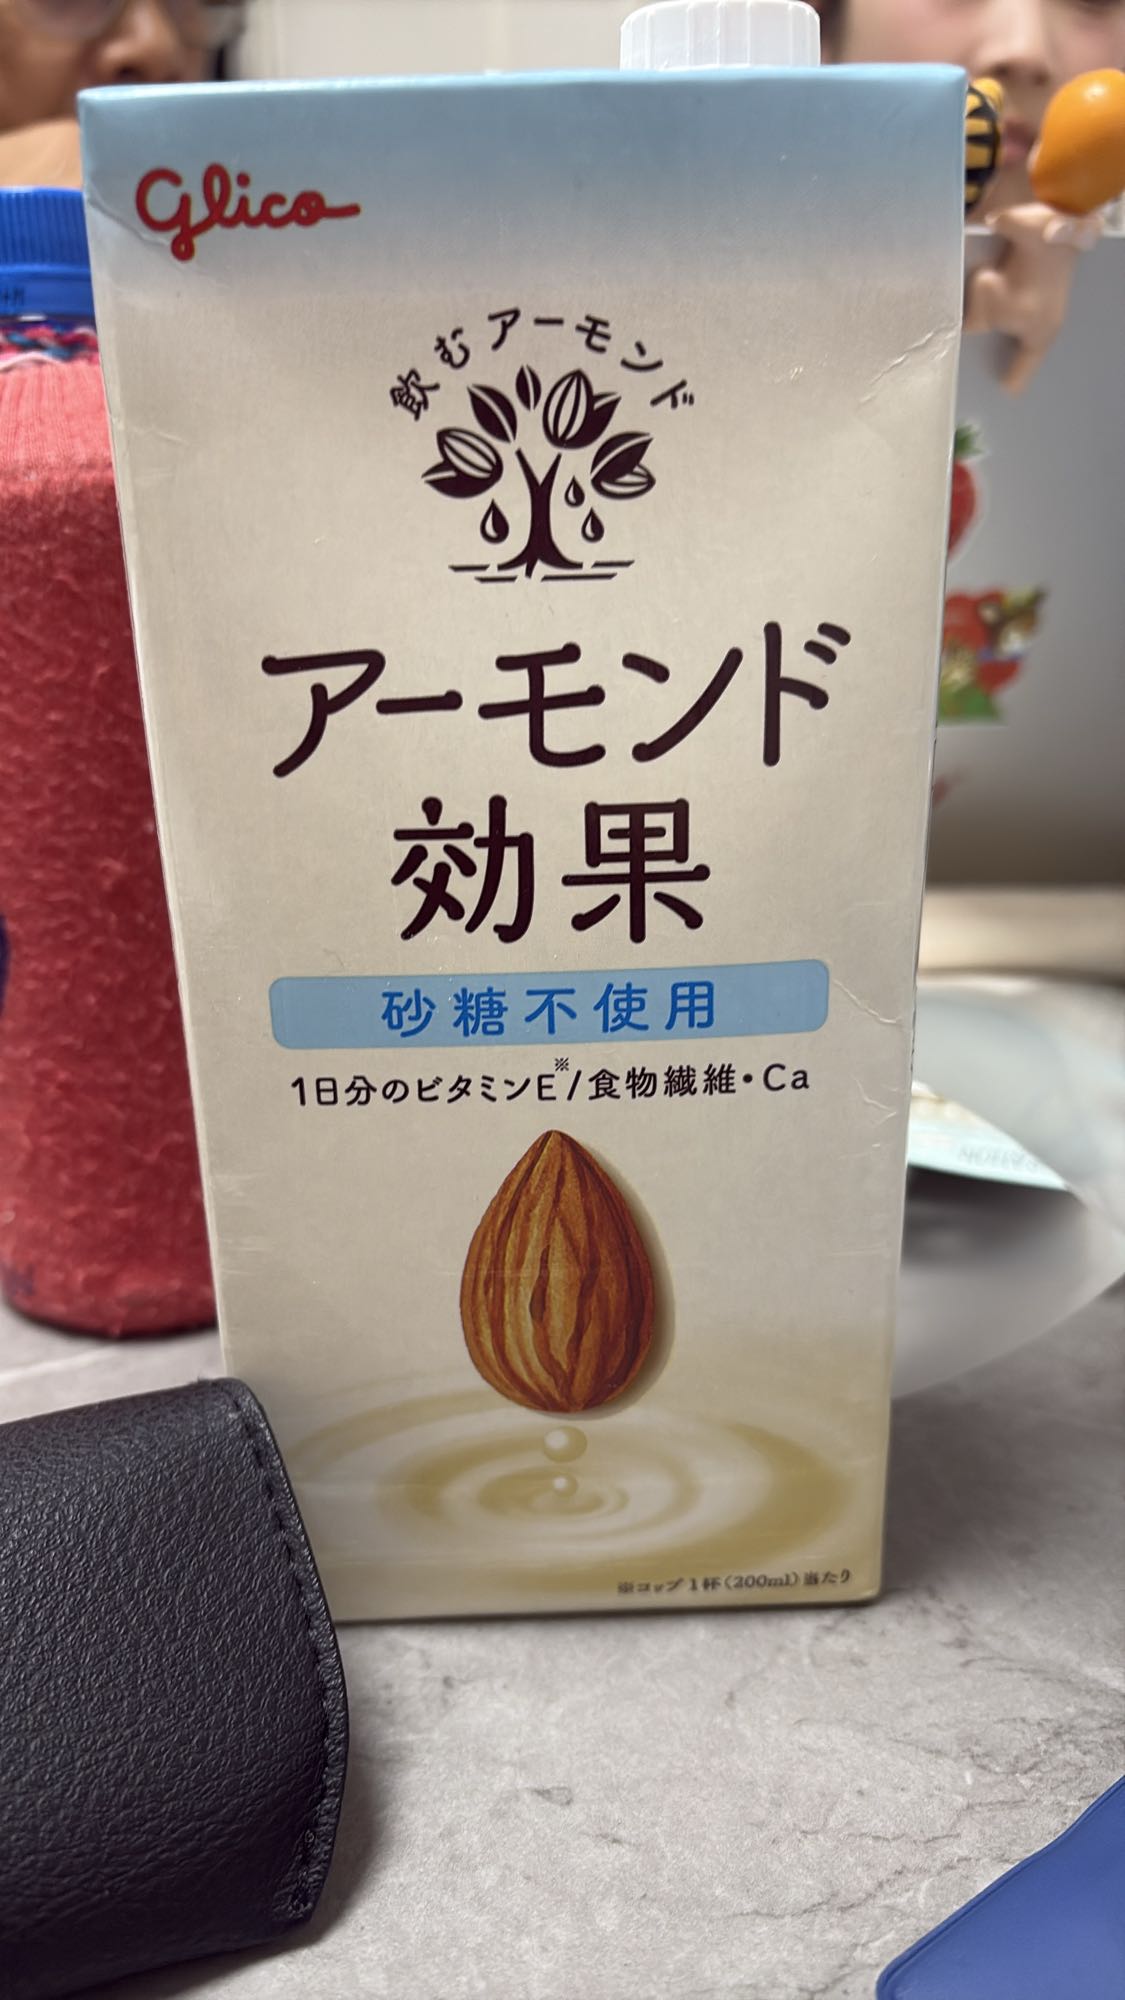 Glico
飲むアーモンド
アーモンド
効果
砂糖不使用
1日分のビタミンE※/食物繊維・Ca
※コップ1杯(200ml)当たり